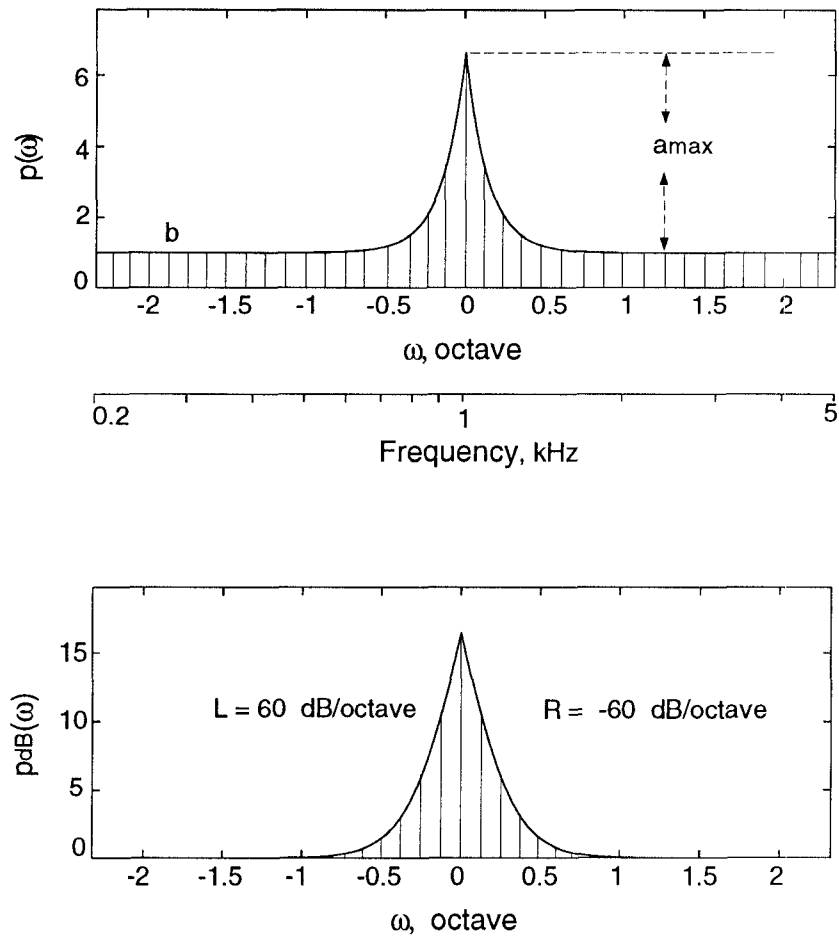 p(ω)
6
4
2
0
b
amax
-2 -1.5 -1 -0.5 0 0.5 1 1.5 2
ω, octave
0.2 1 5
Frequency, kHz
pdB(ω)
15
10
5
0
L = 60 dB/octave
R = -60 dB/octave
-2 -1.5 -1 -0.5 0 0.5 1 1.5 2
ω, octave